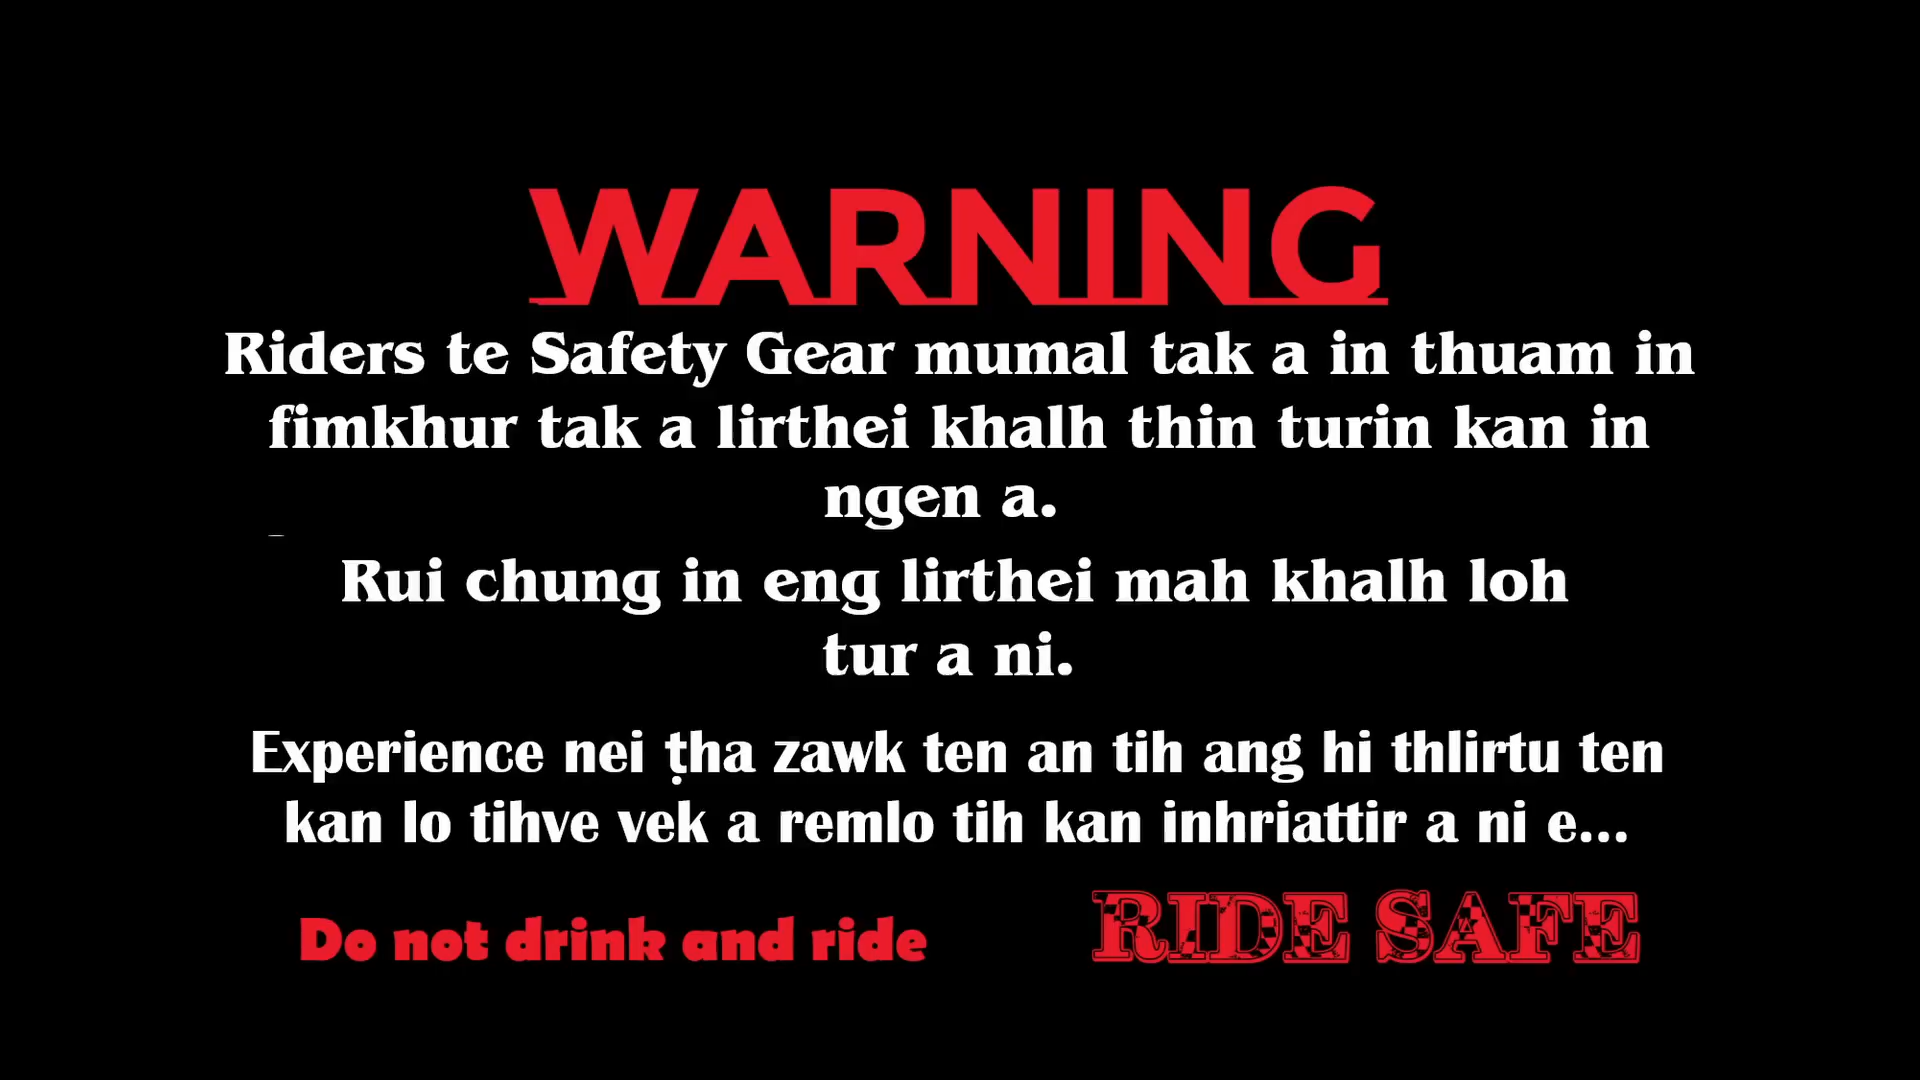 WARNING
Riders te Safety Gear mumal tak a in thuam in
fimkhur tak a lirthei khalh thin turin kan in
ngen a.
Rui chung in eng lirthei mah khalh loh
tur a ni.
Experience nei ṭha zawk ten an tih ang hi thlirtu ten
kan lo tihve vek a remlo tih kan inhriattir a ni e...
Do not drink and ride
RIDE SAFE